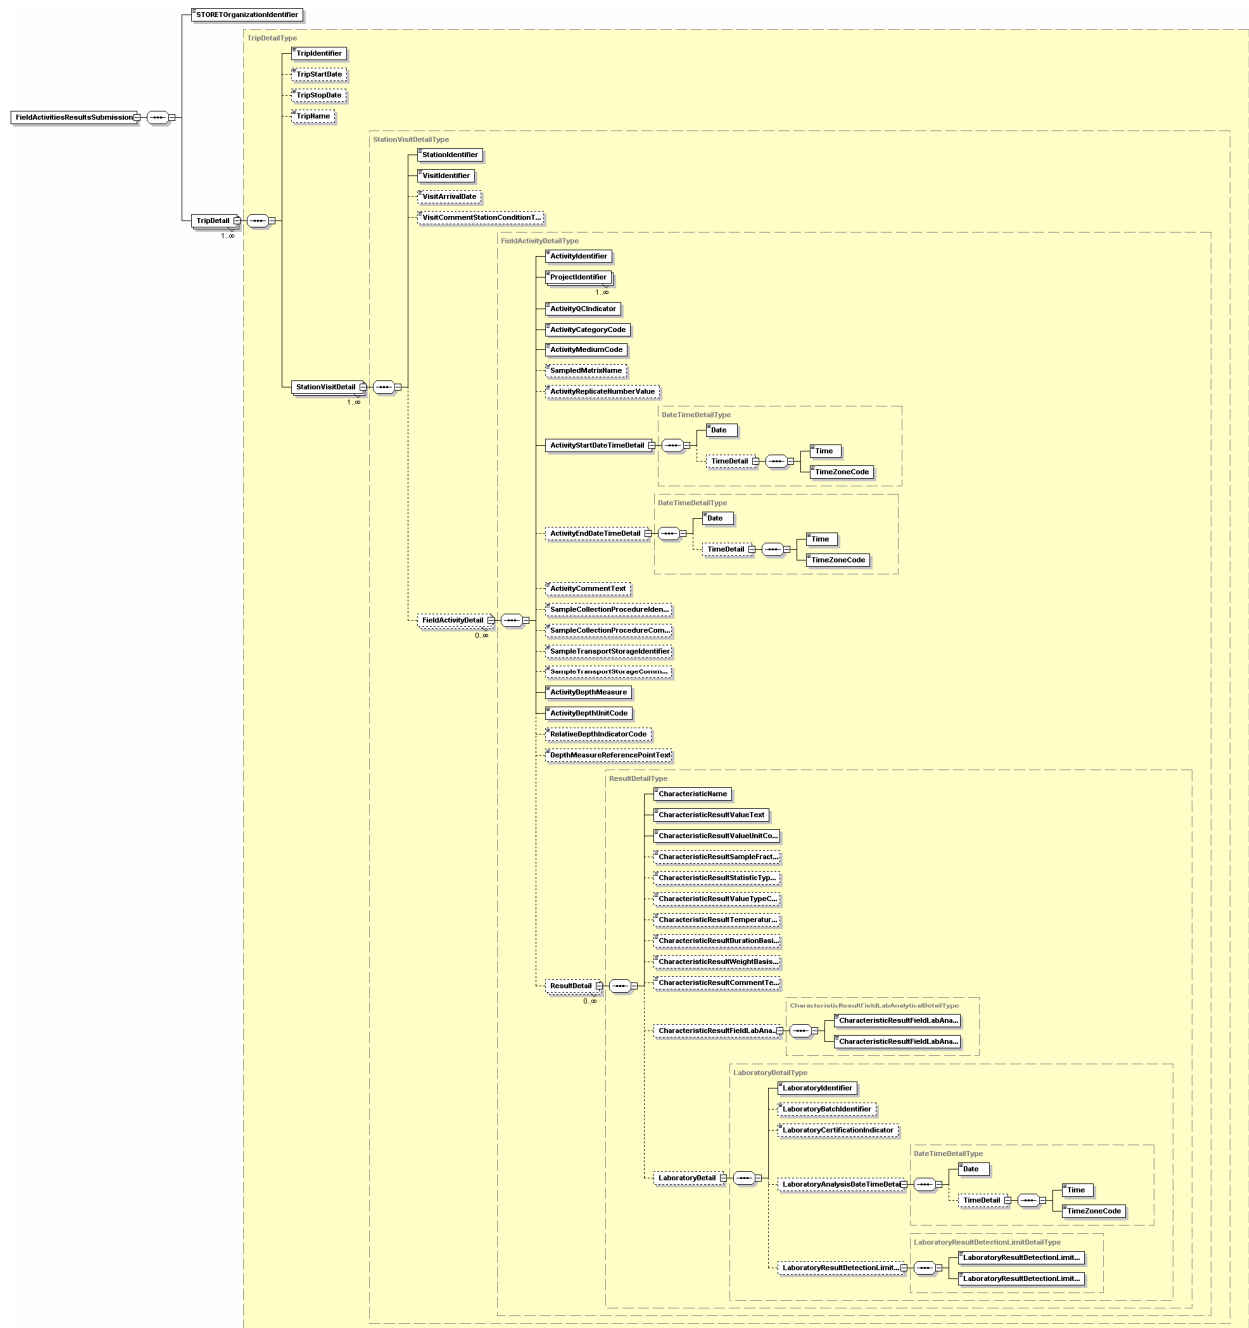 STORETOrganizationIdentifier
TripDetailType
TripIdentifier
TripStartDate
TripStopDate
TripName
FieldActivitiesResultsSubmission
StationVisitDetailType
StationIdentifier
VisitIdentifier
VisitArrivalDate
VisitCommentStationConditionT...
TripDetail
1..∞
FieldActivityDetailType
ActivityIdentifier
ProjectIdentifier
1..∞
ActivityQCIndicator
ActivityCategoryCode
ActivityMediumCode
SampledMatrixName
StationVisitDetail
1..∞
ActivityReplicateNumberValue
DateTimeDetailType
Date
ActivityStartDateTimeDetail
Time
TimeDetail
TimeZoneCode
DateTimeDetailType
Date
ActivityEndDateTimeDetail
Time
TimeDetail
TimeZoneCode
ActivityCommentText
SampleCollectionProcedureIden...
FieldActivityDetail
0..∞
SampleCollectionProcedureCom...
SampleTransportStorageIdentifier
SampleTransportStorageComm...
ActivityDepthMeasure
ActivityDepthUnitCode
RelativeDepthIndicatorCode
DepthMeasureReferencePointText
ResultDetailType
CharacteristicName
CharacteristicResultValueText
CharacteristicResultValueUnitCo...
CharacteristicResultSampleFract...
CharacteristicResultStatisticTyp...
CharacteristicResultValueTypeC...
CharacteristicResultTemperatur...
CharacteristicResultDurationBasi...
CharacteristicResultWeightBasis...
CharacteristicResultCommentTe...
ResultDetail
0..∞
CharacteristicResultFieldLabAnalyticalDetailType
CharacteristicResultFieldLabAna...
CharacteristicResultFieldLabAna...
CharacteristicResultFieldLabAna...
LaboratoryDetailType
LaboratoryIdentifier
LaboratoryBatchIdentifier
LaboratoryCertificationIndicator
DateTimeDetailType
Date
LaboratoryDetail
LaboratoryAnalysisDateTimeDetai
Time
TimeDetail
TimeZoneCode
LaboratoryResultDetectionLimitDetailType
LaboratoryResultDetectionLimit...
LaboratoryResultDetectionLimit...
LaboratoryResultDetectionLimit...